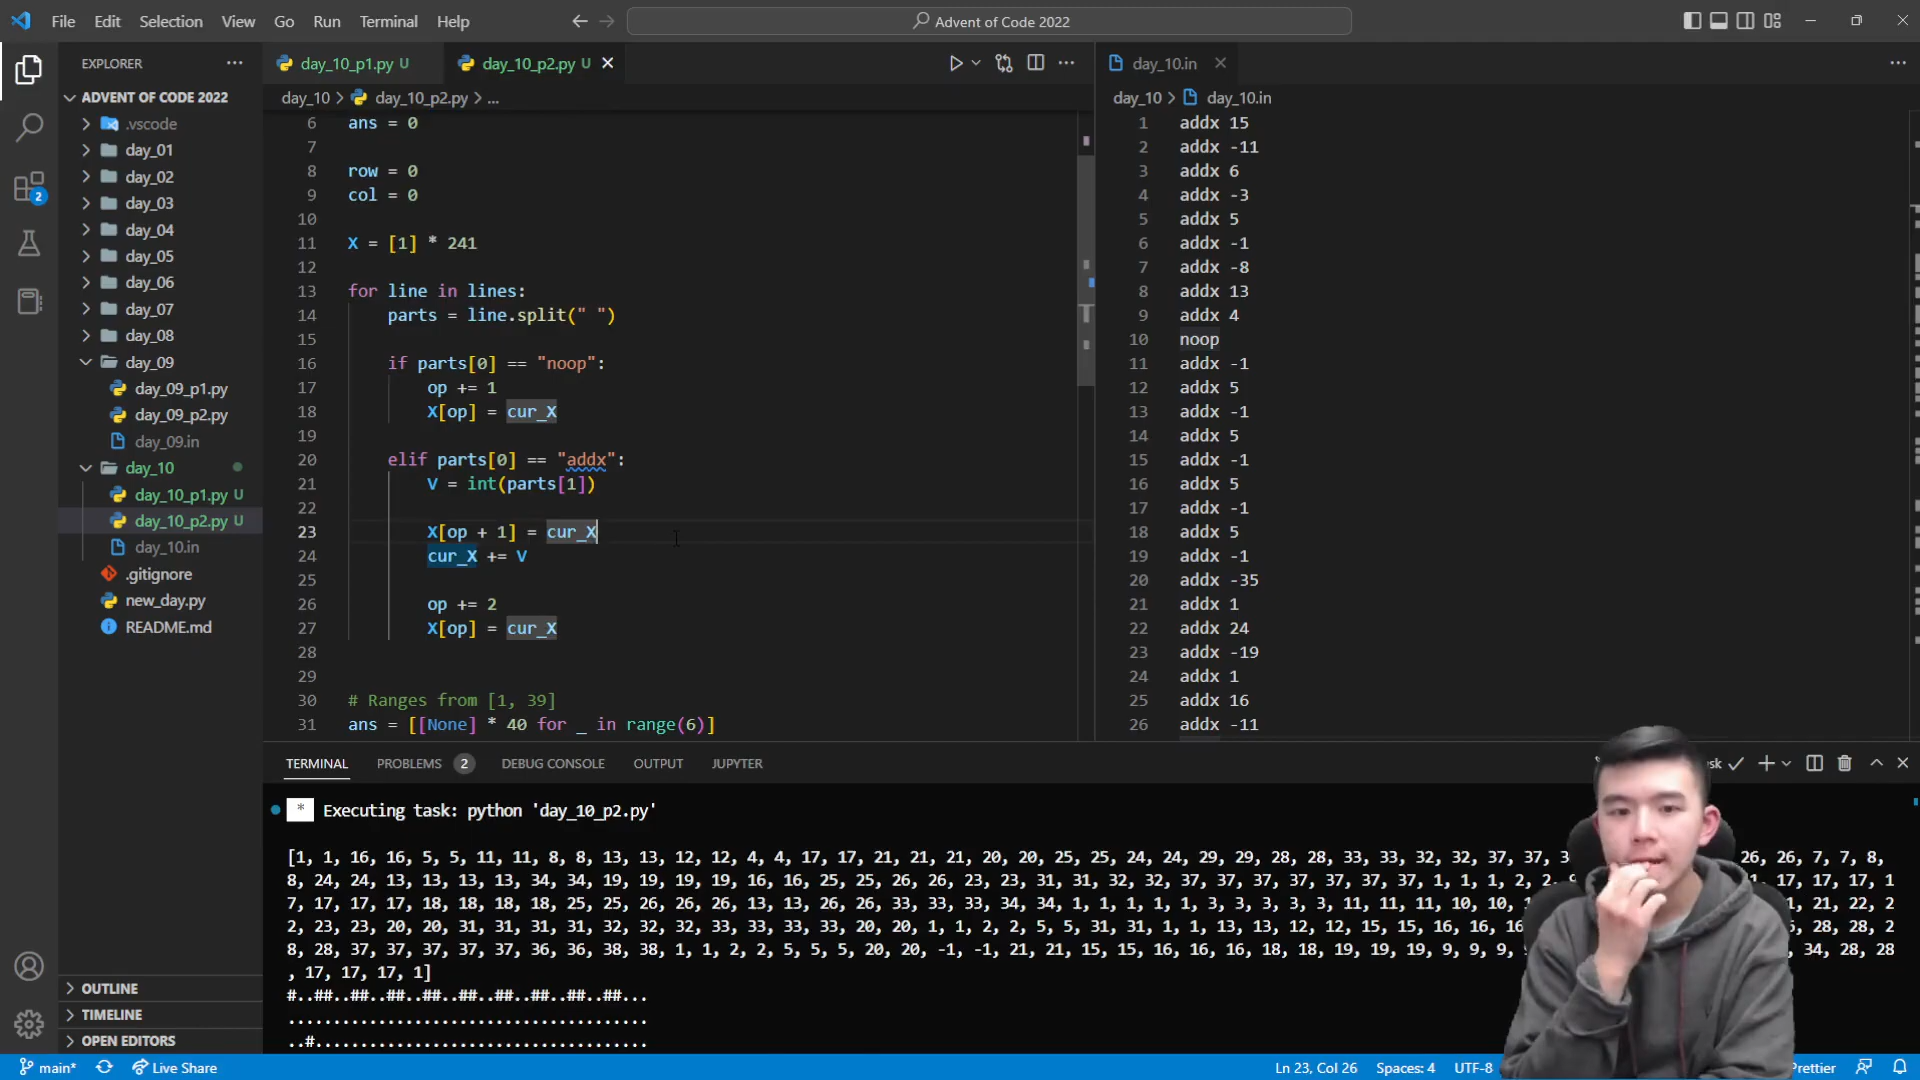 File Edit Selection View Go Run Terminal Help
Advent of Code 2022
EXPLORER
ADVENT OF CODE 2022
.vscode
day_01
day_02
day_03
day_04
day_05
day_06
day_07
day_08
day_09
day_09_p1.py
day_09_p2.py
day_09.in
day_10
day_10_p1.py U
day_10_p2.py U
day_10.in
.gitignore
new_day.py
README.md
OUTLINE
TIMELINE
OPEN EDITORS
2
day_10_p1.py U
day_10_p2.py U
day_10 > day_10_p2.py > ...
6 ans = 0
7
8 row = 0
9 col = 0
10
11 X = [1] * 241
12
13 for line in lines:
14 parts = line.split(" ")
15
16 if parts[0] == "noop":
17 op += 1
18 X[op] = cur_X
19
20 elif parts[0] == "addx":
21 V = int(parts[1])
22
23 X[op + 1] = cur_X
24 cur_X += V
25
26 op += 2
27 X[op] = cur_X
28
29
30 # Ranges from [1, 39]
31 ans = [[None] * 40 for _ in range(6)]
day_10.in
day_10 > day_10.in
1 addx 15
2 addx -11
3 addx 6
4 addx -3
5 addx 5
6 addx -1
7 addx -8
8 addx 13
9 addx 4
10 noop
11 addx -1
12 addx 5
13 addx -1
14 addx 5
15 addx -1
16 addx 5
17 addx -1
18 addx 5
19 addx -1
20 addx -35
21 addx 1
22 addx 24
23 addx -19
24 addx 1
25 addx 16
26 addx -11
TERMINAL PROBLEMS 2 DEBUG CONSOLE OUTPUT JUPYTER
* Executing task: python 'day_10_p2.py'
[1, 1, 16, 16, 5, 5, 11, 11, 8, 8, 13, 13, 12, 12, 4, 4, 17, 17, 21, 21, 21, 20, 20, 25, 25, 24, 24, 29, 29, 28, 28, 33, 33, 32, 32, 37, 37, 26, 26, 7, 7, 8,
8, 24, 24, 13, 13, 13, 13, 34, 34, 19, 19, 19, 19, 16, 16, 25, 25, 26, 26, 23, 23, 31, 31, 32, 32, 37, 37, 37, 37, 37, 37, 1, 1, 1, 2, 2, 17, 17, 17, 1
7, 17, 17, 17, 18, 18, 18, 18, 25, 25, 26, 26, 26, 13, 13, 26, 26, 33, 33, 33, 34, 34, 1, 1, 1, 1, 1, 3, 3, 3, 3, 3, 11, 11, 11, 10, 10, 21, 22, 2
2, 23, 23, 20, 20, 31, 31, 31, 31, 32, 32, 32, 33, 33, 33, 33, 20, 20, 1, 1, 2, 2, 5, 5, 31, 31, 1, 1, 13, 13, 12, 12, 15, 15, 16, 16, 28, 28, 2
8, 28, 37, 37, 37, 37, 37, 36, 36, 38, 38, 1, 1, 2, 2, 5, 5, 5, 20, 20, -1, -1, 21, 21, 15, 15, 16, 16, 16, 18, 18, 19, 19, 19, 9, 9, 34, 28, 28
, 17, 17, 17, 1]
#..##..##..##..##..##..##..##..##..##...
........................................
..#.....................................
main* Live Share
Ln 23, Col 26 Spaces: 4 UTF-8
Prettier